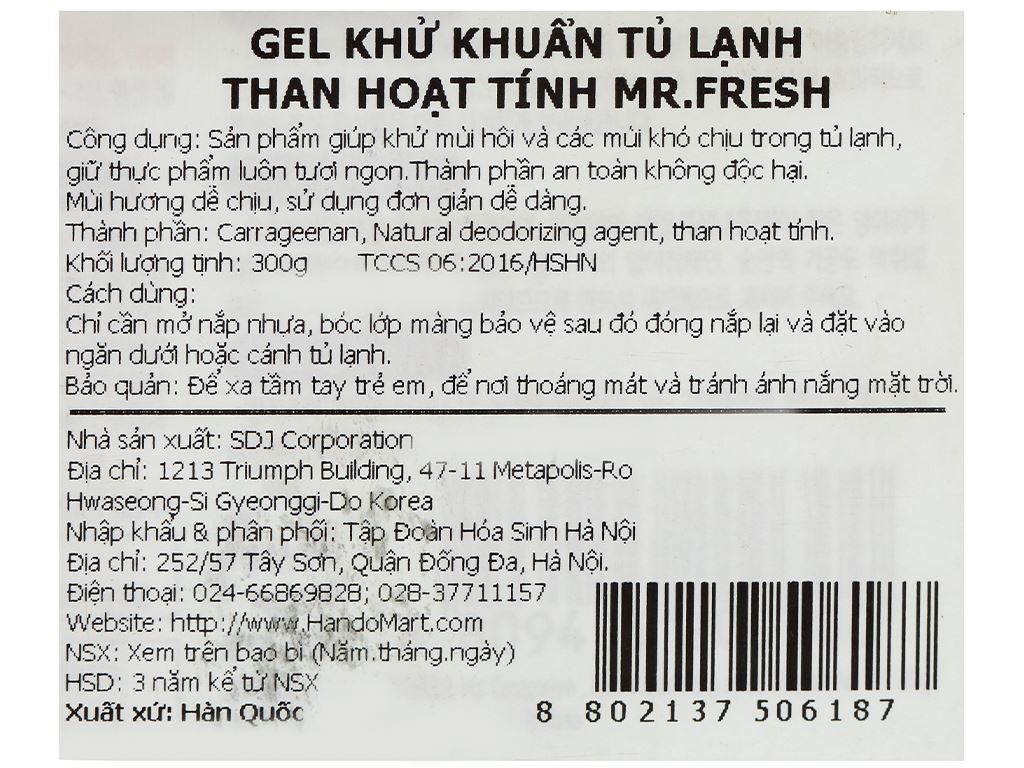 GEL KHỬ KHUẨN TỦ LẠNH
THAN HOẠT TÍNH MR.FRESH
Công dụng: Sản phẩm giúp khử mùi hôi và các mùi khó chịu trong tủ lạnh,
giữ thực phẩm luôn tươi ngon.Thành phần an toàn không độc hại.
Mùi hương dễ chịu, sử dụng đơn giản dễ dàng.
Thành phần: Carrageenan, Natural deodorizing agent, than hoạt tính.
Khối lượng tịnh: 300g TCCS 06:2016/HSHN
Cách dùng:
Chỉ cần mở nắp nhựa, bóc lớp màng bảo vệ sau đó đóng nắp lại và đặt vào
ngăn dưới hoặc cánh tủ lạnh.
Bảo quản: Để xa tầm tay trẻ em, để nơi thoáng mát và tránh ánh nắng mặt trời.
Nhà sản xuất: SDJ Corporation
Địa chỉ: 1213 Triumph Building, 47-11 Metapolis-Ro
Hwaseong-Si Gyeonggi-Do Korea
Nhập khẩu & phân phối: Tập Đoàn Hóa Sinh Hà Nội
Địa chỉ: 252/57 Tây Sơn, Quận Đống Đa, Hà Nội.
Điện thoại: 024-66869828; 028-37711157
Website: http://www.HandoMart.com
NSX: Xem trên bao bì (Năm.tháng.ngày)
HSD: 3 năm kể từ NSX
Xuất xứ: Hàn Quốc
8 802137 506187